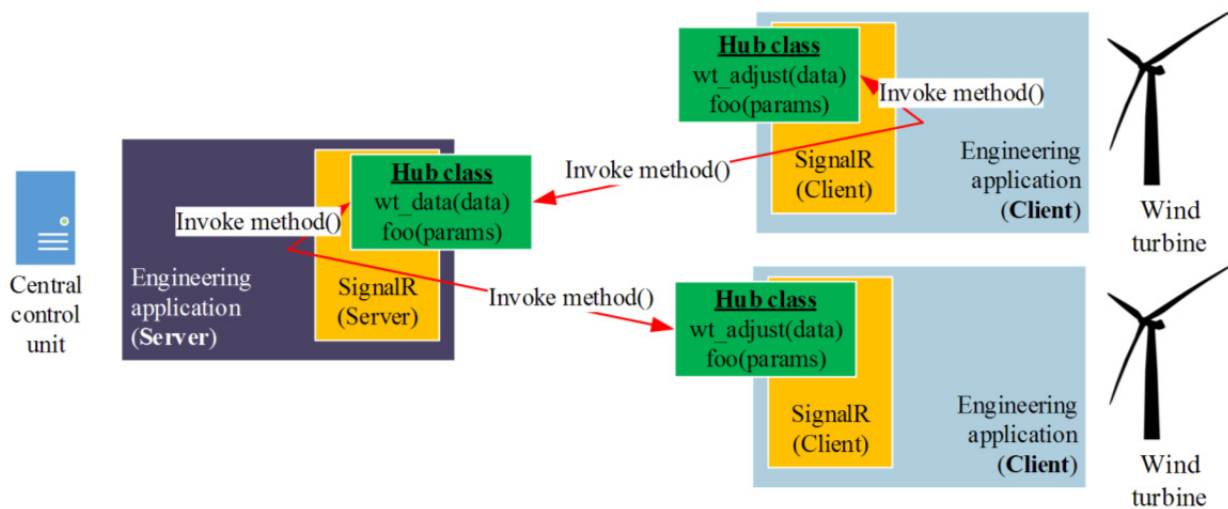 Central
control
unit
Engineering
application
(Server)
SignalR
(Server)
Hub class
wt_data(data)
foo(params)
Invoke method()
Invoke method()
Invoke method()
Invoke method()
Hub class
wt_adjust(data)
foo(params)
SignalR
(Client)
Engineering
application
(Client)
Wind
turbine
Hub class
wt_adjust(data)
foo(params)
SignalR
(Client)
Engineering
application
(Client)
Wind
turbine